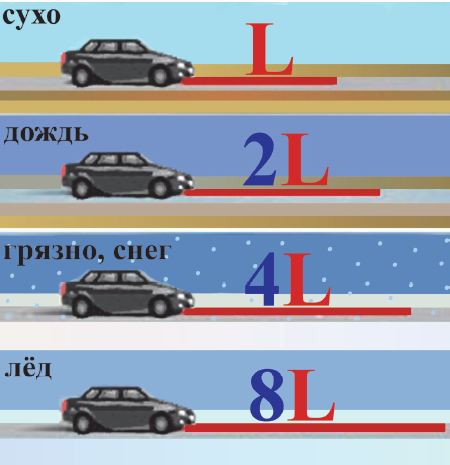 сухо
L
дождь
2L
грязно, снег
4L
лёд
8L